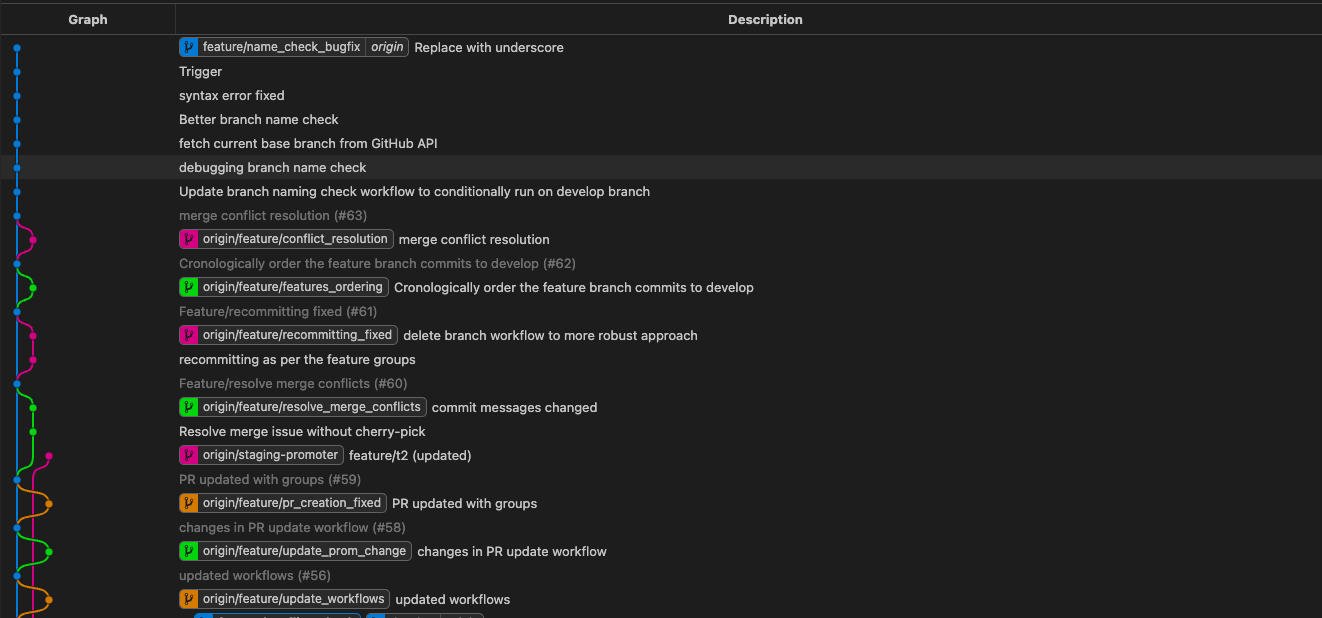 Graph Description
feature/name_check_bugfix origin Replace with underscore
Trigger
syntax error fixed
Better branch name check
fetch current base branch from GitHub API
debugging branch name check
Update branch naming check workflow to conditionally run on develop branch
merge conflict resolution (#63)
origin/feature/conflict_resolution merge conflict resolution
Cronologically order the feature branch commits to develop (#62)
origin/feature/features_ordering Cronologically order the feature branch commits to develop
Feature/recommitting fixed (#61)
origin/feature/recommitting_fixed delete branch workflow to more robust approach
recommitting as per the feature groups
Feature/resolve merge conflicts (#60)
origin/feature/resolve_merge_conflicts commit messages changed
Resolve merge issue without cherry-pick
origin/staging-promoter feature/t2 (updated)
PR updated with groups (#59)
origin/feature/pr_creation_fixed PR updated with groups
changes in PR update workflow (#58)
origin/feature/update_prom_change changes in PR update workflow
updated workflows (#56)
origin/feature/update_workflows updated workflows